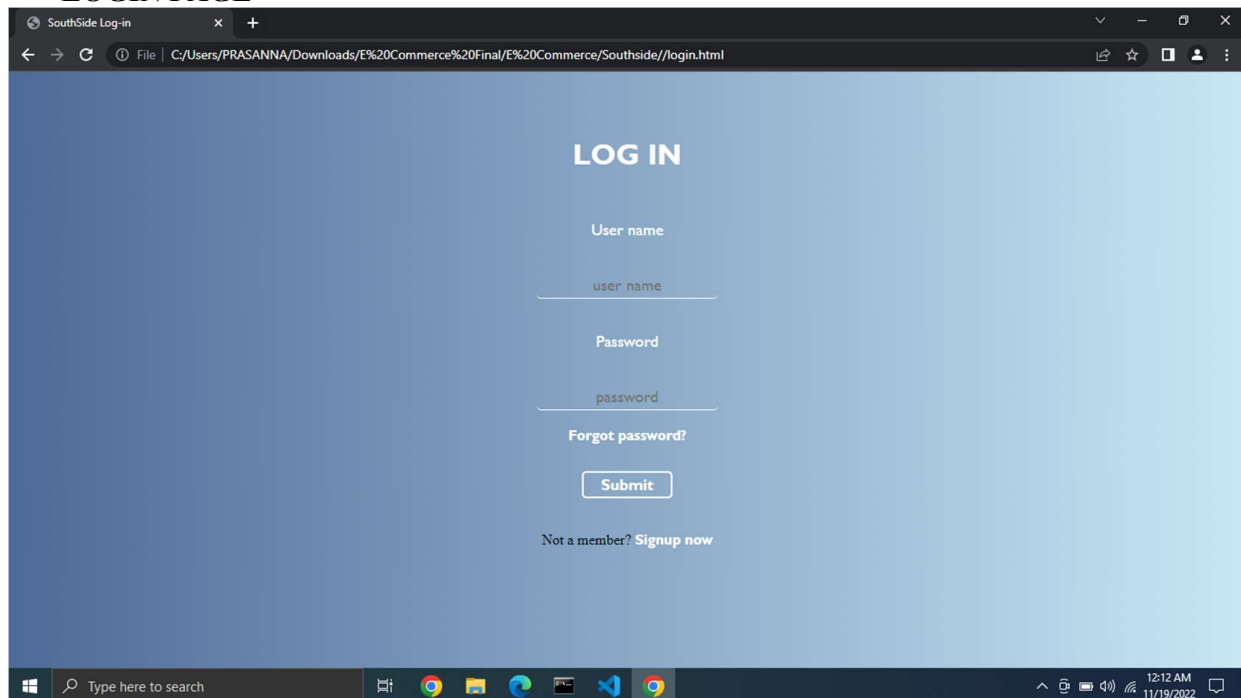 LOGIN PAGE
SouthSide Log-in
File C:/Users/PRASANNA/Downloads/E%20Commerce%20Final/E%20Commerce/Southside//login.html
LOG IN
User name
user name
Password
password
Forgot password?
Submit
Not a member? Signup now
Type here to search
12:12 AM
11/19/2022